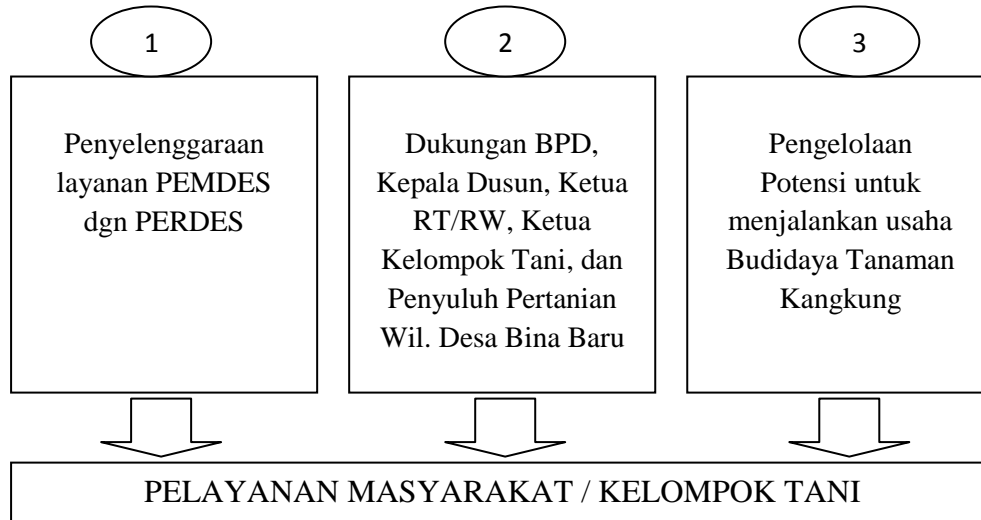 1
Penyelenggaraan
layanan PEMDES
dgn PERDES
2
Dukungan BPD,
Kepala Dusun, Ketua
RT/RW, Ketua
Kelompok Tani, dan
Penyuluh Pertanian
Wil. Desa Bina Baru
3
Pengelolaan
Potensi untuk
menjalankan usaha
Budidaya Tanaman
Kangkung
PELAYANAN MASYARAKAT / KELOMPOK TANI